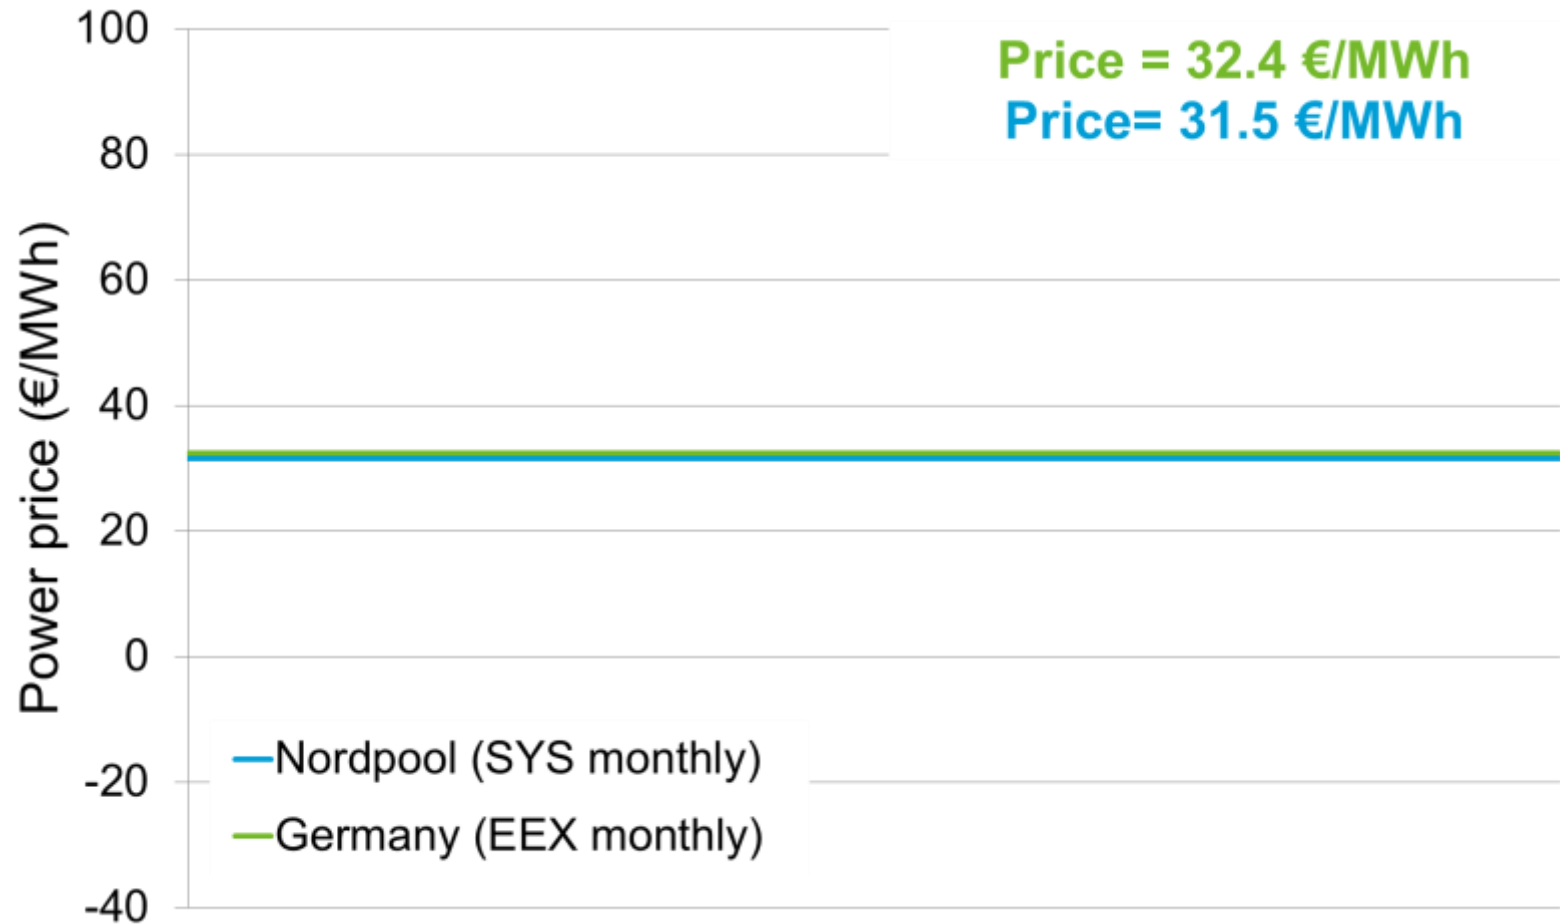 Price = 32.4 €/MWh
Price= 31.5 €/MWh
Power price (€/MWh)
100
80
60
40
20
0
-20
-40
Nordpool (SYS monthly)
Germany (EEX monthly)